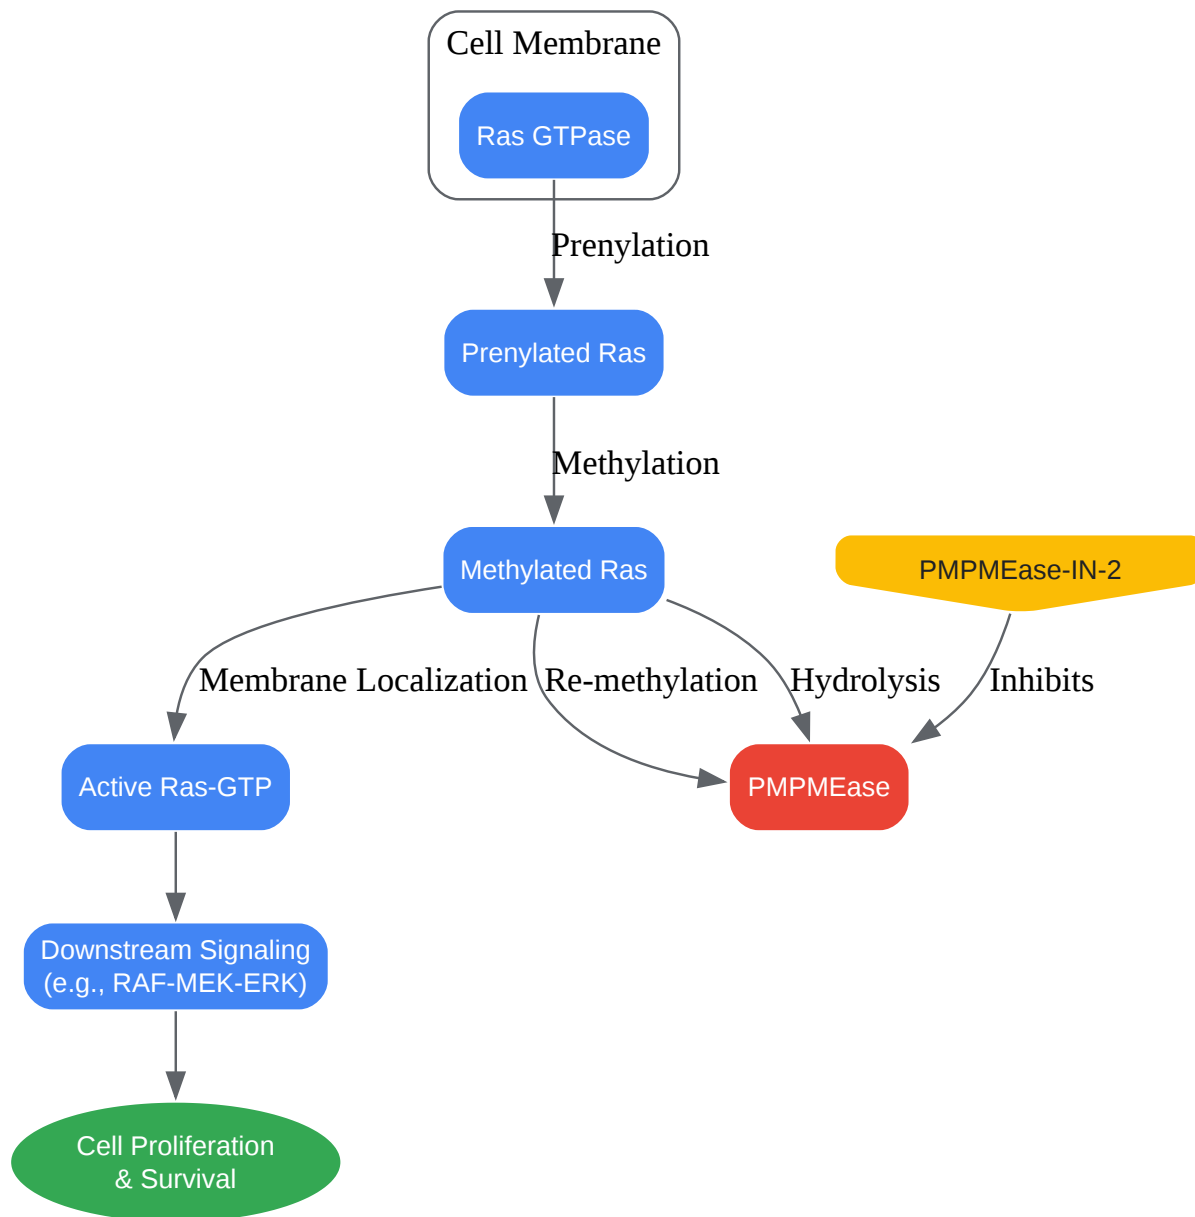 Cell Membrane
Ras GTPase
Prenylation
Prenylated Ras
Methylation
Methylated Ras
PMPMEase-IN-2
Membrane Localization
Re-methylation
Hydrolysis
Inhibits
Active Ras-GTP
PMPMEase
Downstream Signaling
(e.g., RAF-MEK-ERK)
Cell Proliferation
& Survival